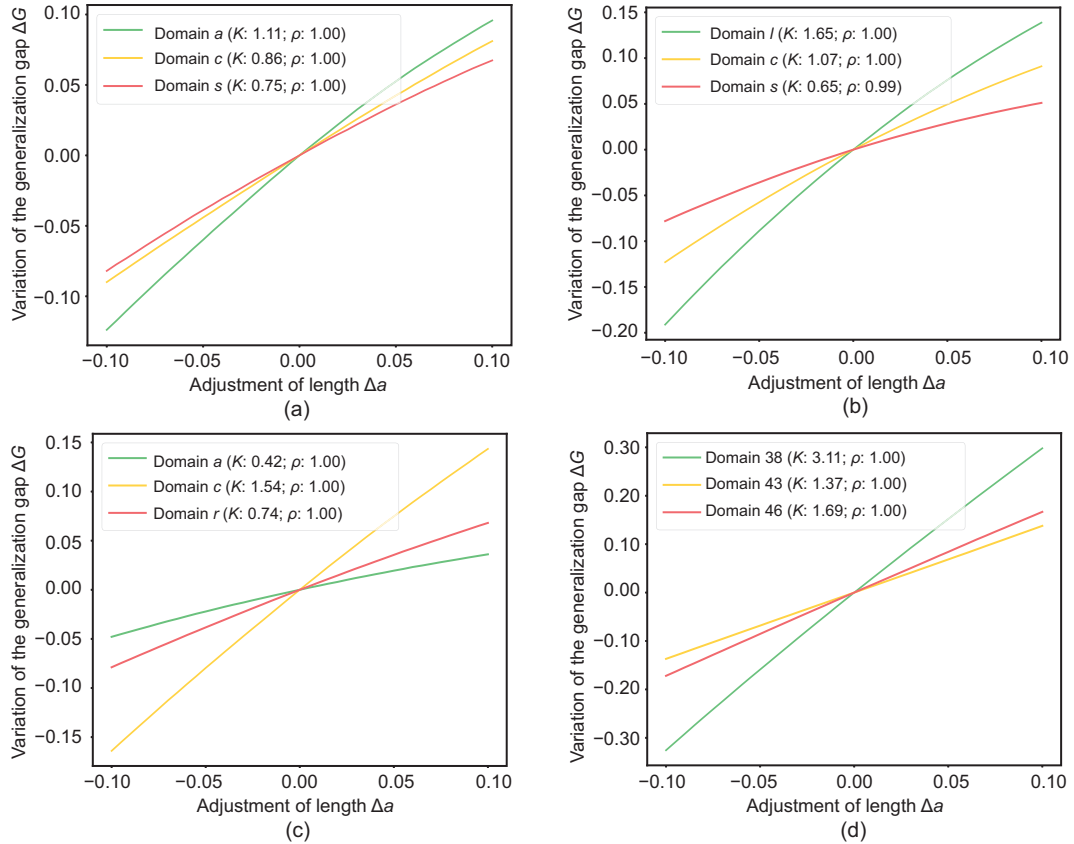 Variation of the generalization gap ΔG
0.10
0.05
0.00
−0.05
−0.10
Domain a (K: 1.11; ρ: 1.00)
Domain c (K: 0.86; ρ: 1.00)
Domain s (K: 0.75; ρ: 1.00)
−0.10 −0.05 0.00 0.05 0.10
Adjustment of length Δa
(a)
Variation of the generalization gap ΔG
0.15
0.10
0.05
0.00
−0.05
−0.10
−0.15
−0.20
Domain l (K: 1.65; ρ: 1.00)
Domain c (K: 1.07; ρ: 1.00)
Domain s (K: 0.65; ρ: 0.99)
−0.10 −0.05 0.00 0.05 0.10
Adjustment of length Δa
(b)
Variation of the generalization gap ΔG
0.15
0.10
0.05
0.00
−0.05
−0.10
−0.15
Domain a (K: 0.42; ρ: 1.00)
Domain c (K: 1.54; ρ: 1.00)
Domain r (K: 0.74; ρ: 1.00)
−0.10 −0.05 0.00 0.05 0.10
Adjustment of length Δa
(c)
Variation of the generalization gap ΔG
0.30
0.20
0.10
0.00
−0.10
−0.20
−0.30
Domain 38 (K: 3.11; ρ: 1.00)
Domain 43 (K: 1.37; ρ: 1.00)
Domain 46 (K: 1.69; ρ: 1.00)
−0.10 −0.05 0.00 0.05 0.10
Adjustment of length Δa
(d)